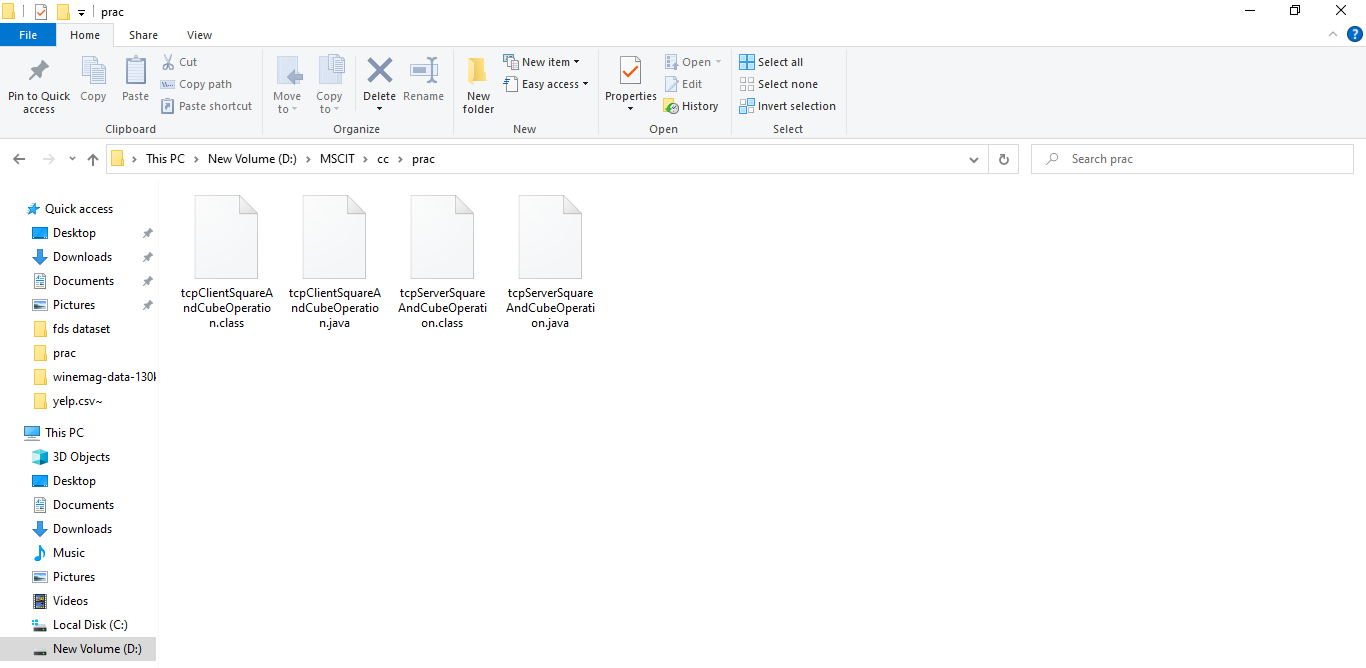 prac
File Home Share View
Pin to Quick access
Copy
Paste
Cut
Copy path
Paste shortcut
Clipboard
Move to
Copy to
Delete
Rename
Organize
New folder
New item
Easy access
New
Properties
Open
Edit
History
Open
Select all
Select none
Invert selection
Select
This PC New Volume (D:) MSCIT cc prac
Search prac
Quick access
Desktop
Downloads
Documents
Pictures
fds dataset
prac
winemag-data-130k
yelp.csv~
This PC
3D Objects
Desktop
Documents
Downloads
Music
Pictures
Videos
Local Disk (C:)
New Volume (D:)
tcpClientSquareA
ndCubeOperatio
n.class
tcpClientSquareA
ndCubeOperatio
n.java
tcpServerSquare
AndCubeOperati
on.class
tcpServerSquare
AndCubeOperati
on.java